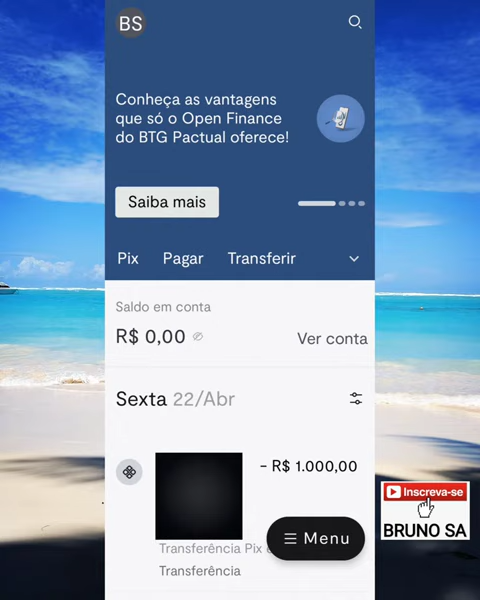 BS
Conheça as vantagens
que só o Open Finance
do BTG Pactual oferece!
Saiba mais
Pix Pagar Transferir
Saldo em conta
R$ 0,00
Ver conta
Sexta 22/Abr
- R$ 1.000,00
Inscreva-se
BRUNO SA
Menu
Transferência Pix
Transferência